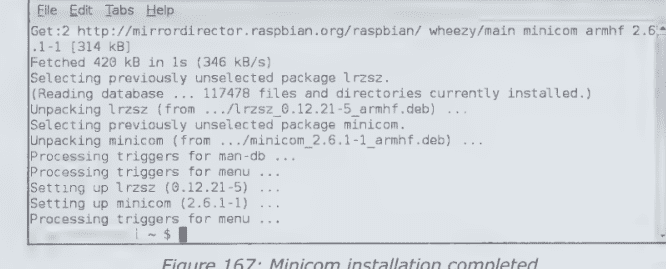 File Edit Tabs Help
Get:2 http://mirrordirector.raspbian.org/raspbian/ wheezy/main minicom armhf 2.6
.1-1 [314 kB]
Fetched 420 kB in 1s (346 kB/s)
Selecting previously unselected package lrzsz.
(Reading database ... 117478 files and directories currently installed.)
Unpacking lrzsz (from .../lrzsz_0.12.21-5_armhf.deb) ...
Selecting previously unselected package minicom.
Unpacking minicom (from .../minicom_2.6.1-1_armhf.deb) ...
Processing triggers for man-db ...
Processing triggers for menu ...
Setting up lrzsz (0.12.21-5) ...
Setting up minicom (2.6.1-1) ...
Processing triggers for menu ...
~ $
Figure 167: Minicom installation completed